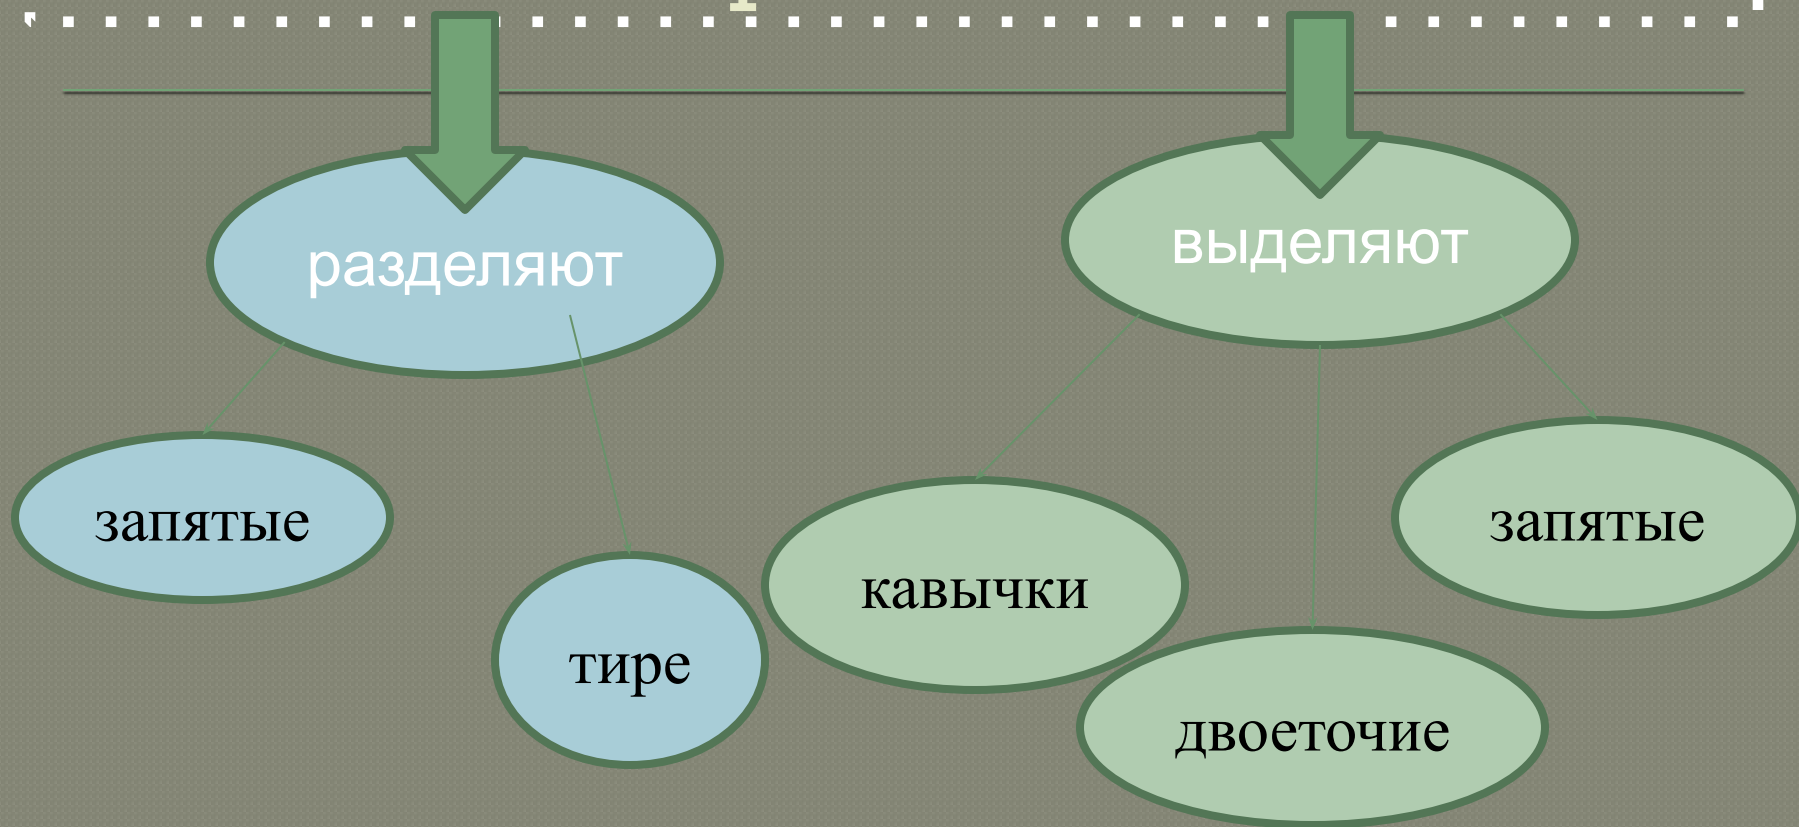 разделяют
выделяют
запятые
запятые
кавычки
тире
двоеточие